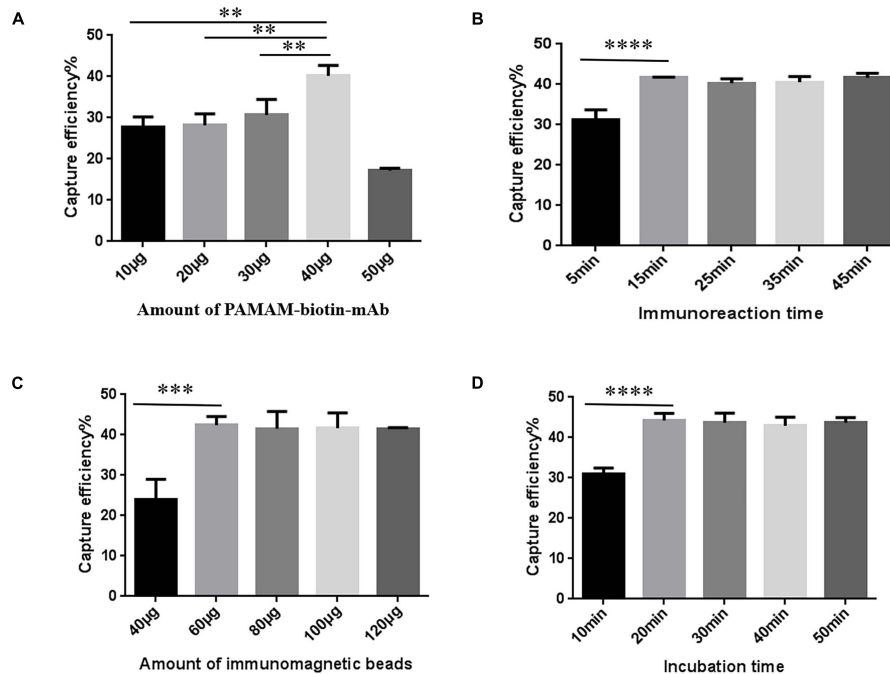 A
**
**
**
Capture efficiency%
50
40
30
20
10
0
10µg
20µg
30µg
40µg
50µg
Amount of PAMAM-biotin-mAb
B
****
Capture efficiency%
50
40
30
20
10
0
5min
15min
25min
35min
45min
Immunoreaction time
C
***
Capture efficiency%
50
40
30
20
10
0
40µg
60µg
80µg
100µg
120µg
Amount of immunomagnetic beads
D
****
Capture efficiency%
50
40
30
20
10
0
10min
20min
30min
40min
50min
Incubation time